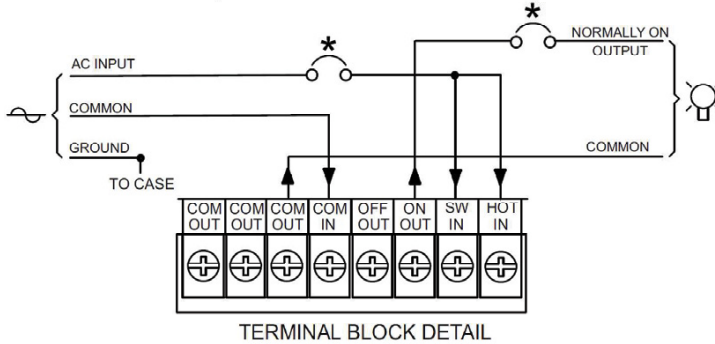 *
NORMALLY ON
OUTPUT
*
AC INPUT
COMMON
GROUND
COMMON
TO CASE
COM OUT
COM OUT
COM OUT
COM IN
OFF OUT
ON OUT
SW IN
HOT IN
TERMINAL BLOCK DETAIL